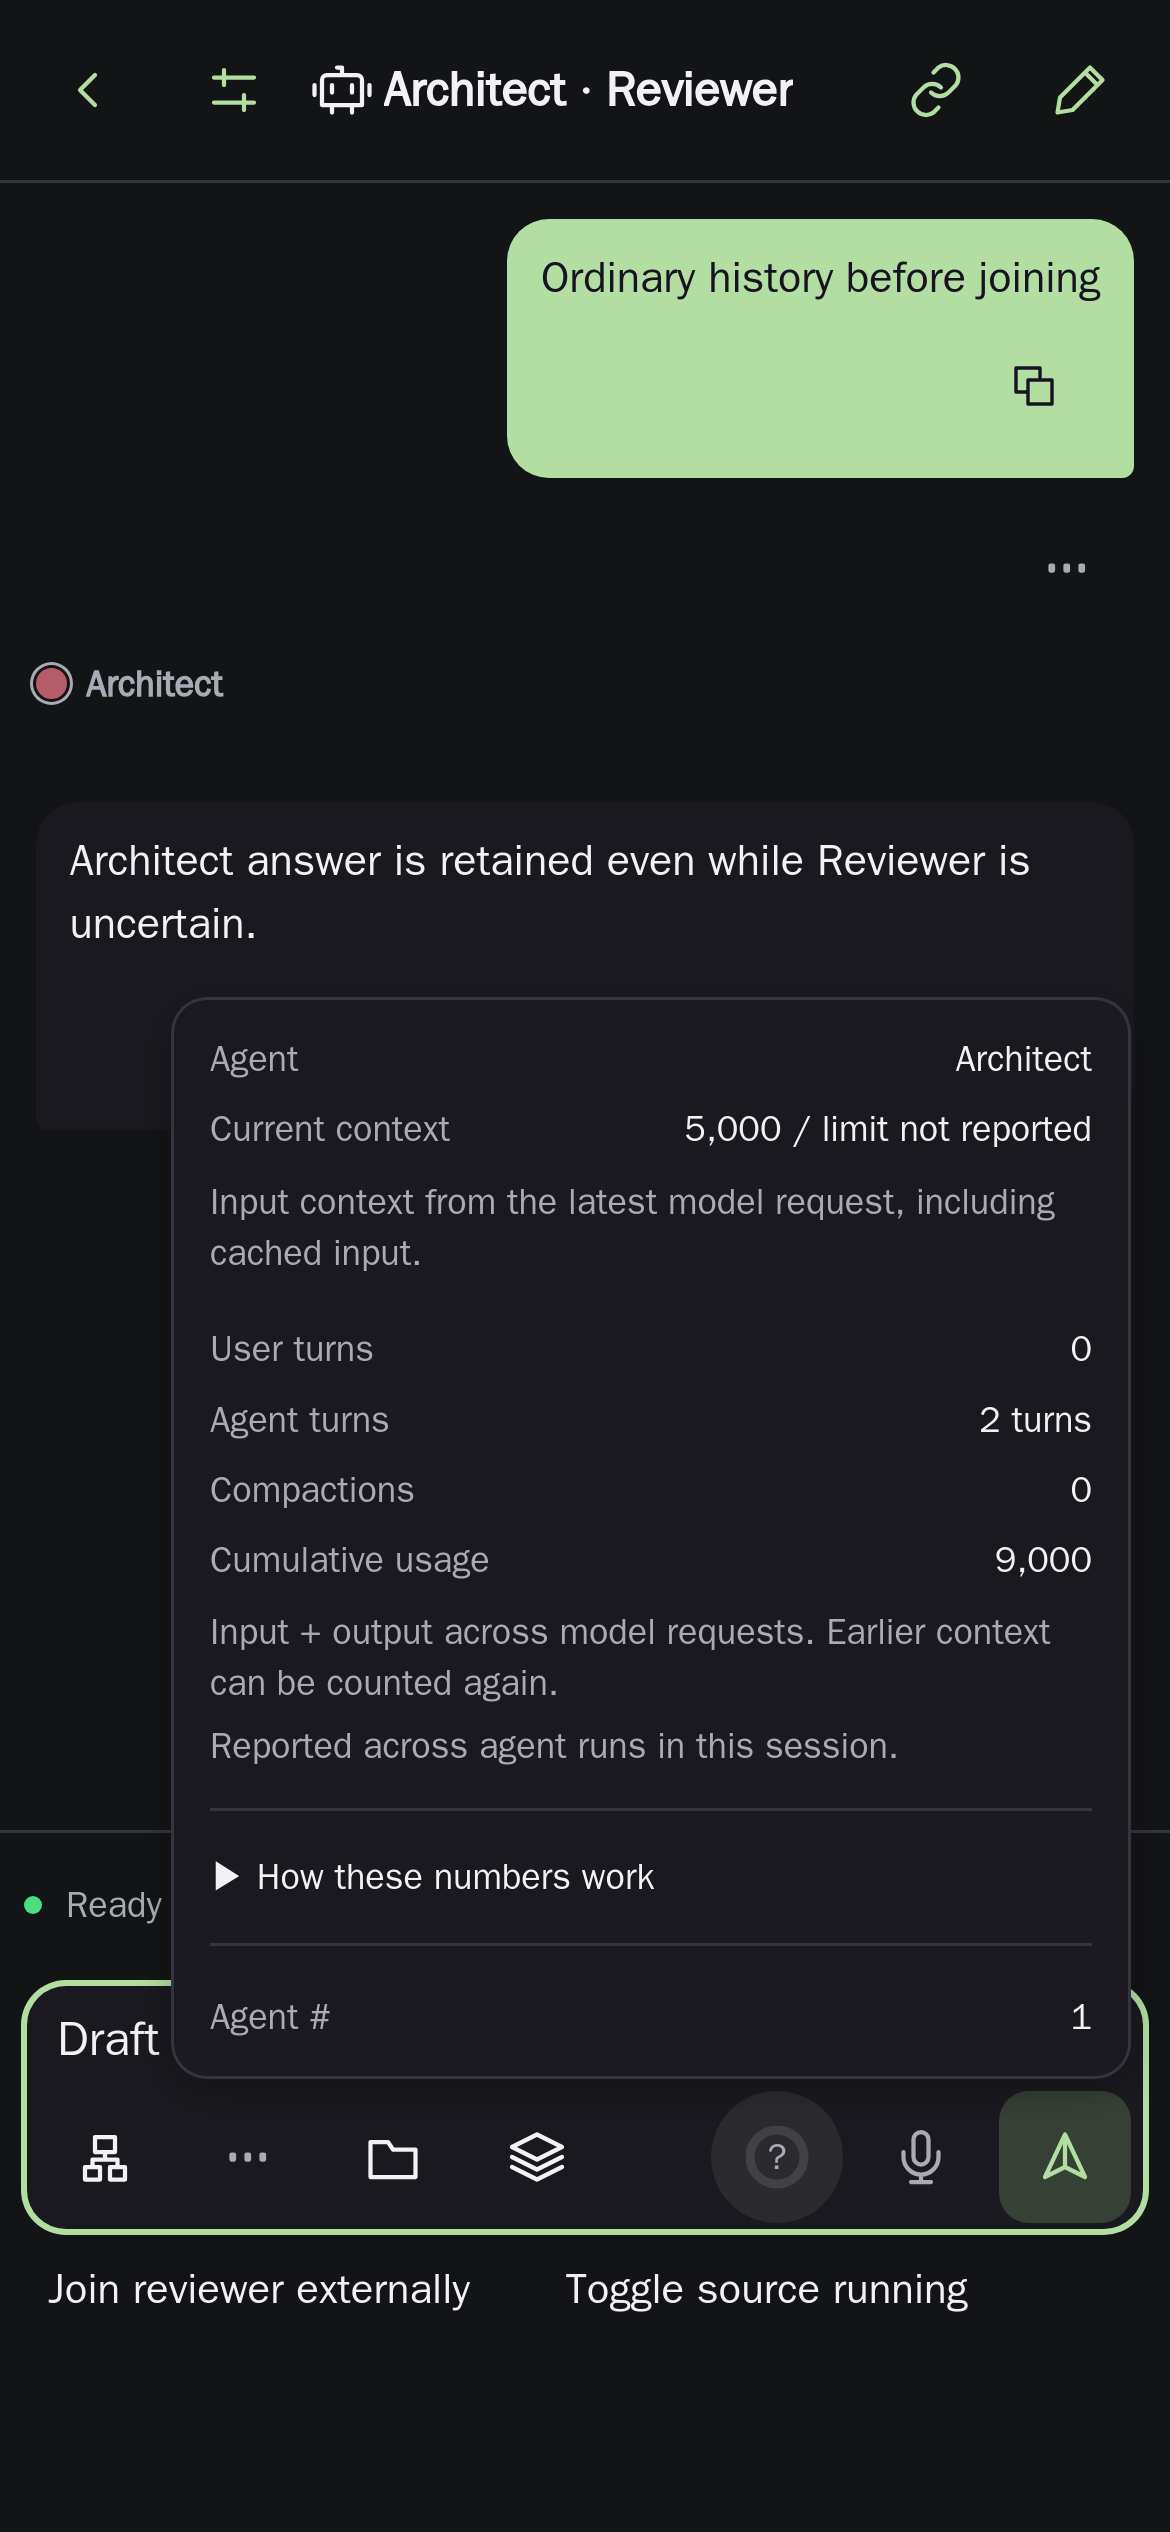 Architect · Reviewer
Ordinary history before joining
Architect
Architect answer is retained even while Reviewer is
uncertain.
Agent Architect
Current context 5,000 / limit not reported
Input context from the latest model request, including
cached input.
User turns 0
Agent turns 2 turns
Compactions 0
Cumulative usage 9,000
Input + output across model requests. Earlier context
can be counted again.
Reported across agent runs in this session.
How these numbers work
Ready
Agent # 1
Draft
?
Join reviewer externally Toggle source running